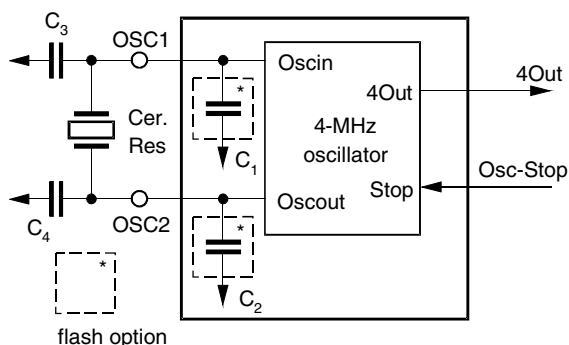 C3
OSC1
Oscin
*
4Out
4Out
Cer.
Res
4-MHz
oscillator
C1
Osc-Stop
Stop
Oscout
OSC2
C4
*
*
C2
flash option